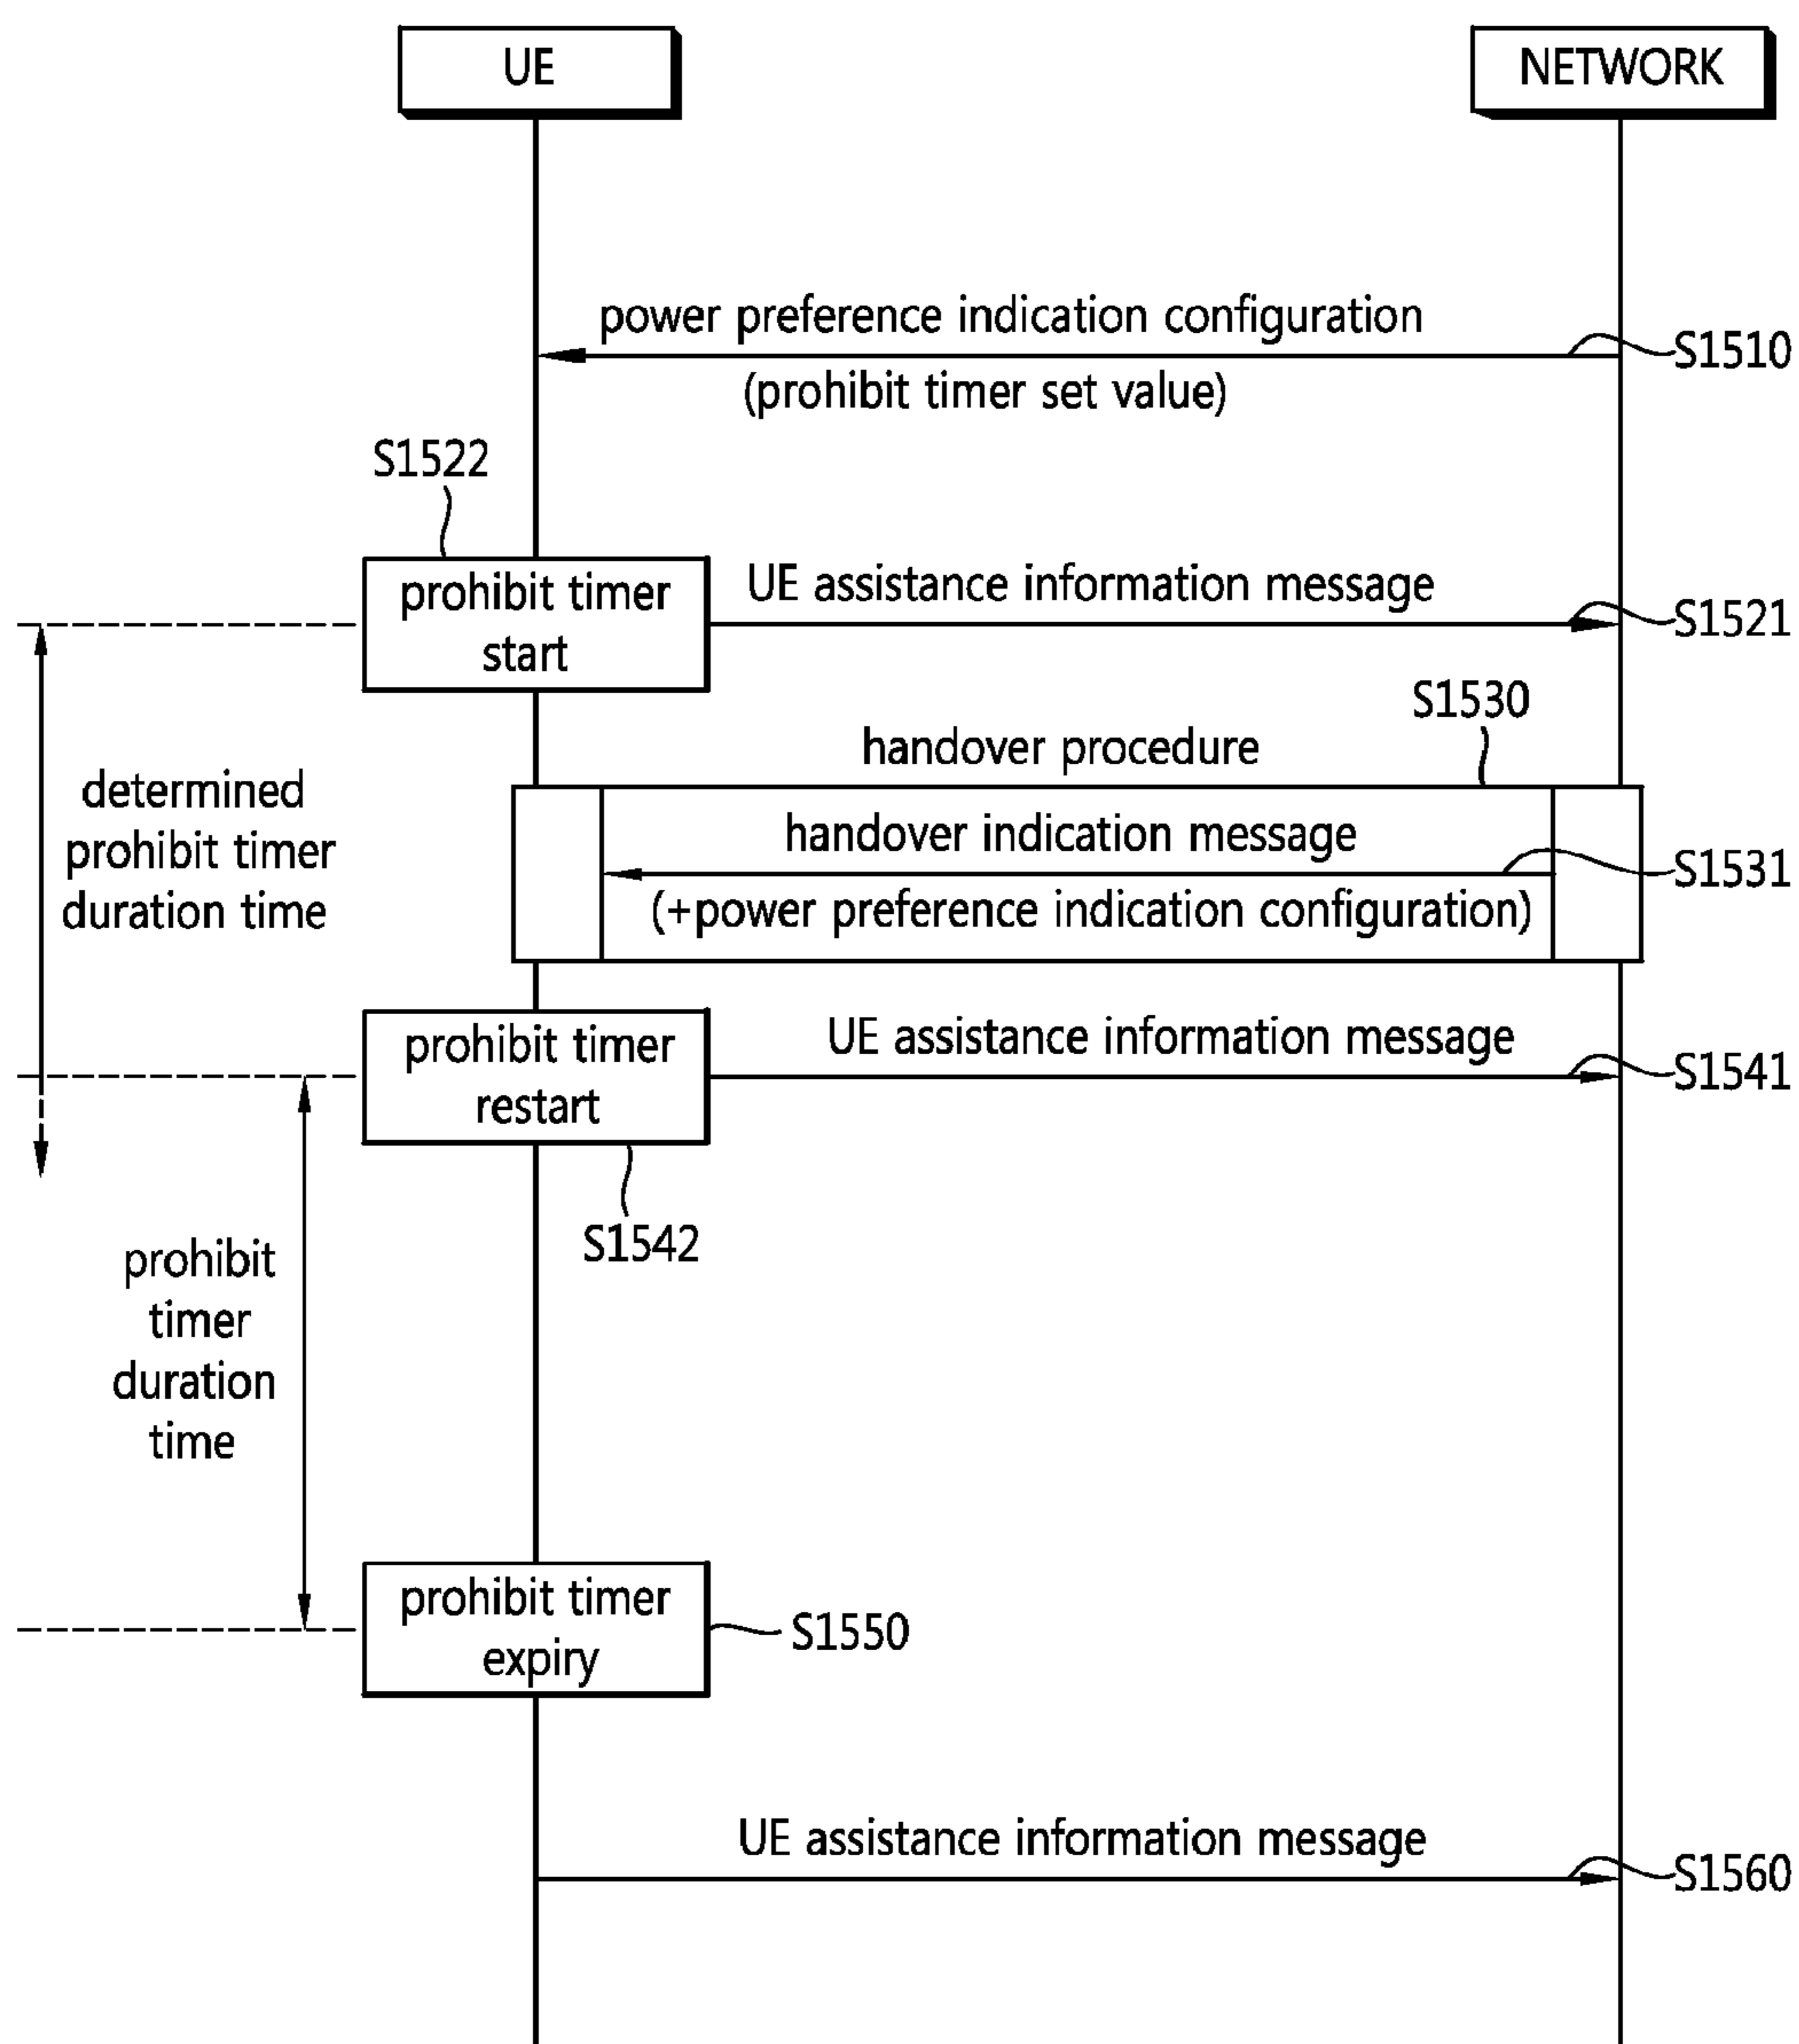 UE
NETWORK
power preference indication configuration
S1510
(prohibit timer set value)
S1522
prohibit timer
start
UE assistance information message
S1521
S1530
handover procedure
determined
prohibit timer
duration time
handover indication message
S1531
(+power preference indication configuration)
prohibit timer
restart
UE assistance information message
S1541
S1542
prohibit
timer
duration
time
prohibit timer
expiry
S1550
UE assistance information message
S1560